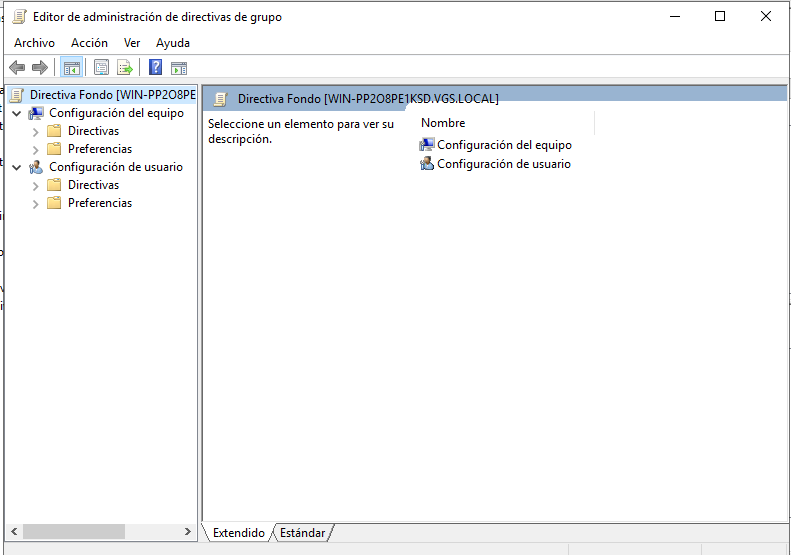 Editor de administración de directivas de grupo
Archivo Acción Ver Ayuda
Directiva Fondo [WIN-PP2O8PE
Configuración del equipo
Directivas
Preferencias
Configuración de usuario
Directivas
Preferencias
Directiva Fondo [WIN-PP2O8PE1KSD.VGS.LOCAL]
Seleccione un elemento para ver su
descripción.
Nombre
Configuración del equipo
Configuración de usuario
Extendido Estándar